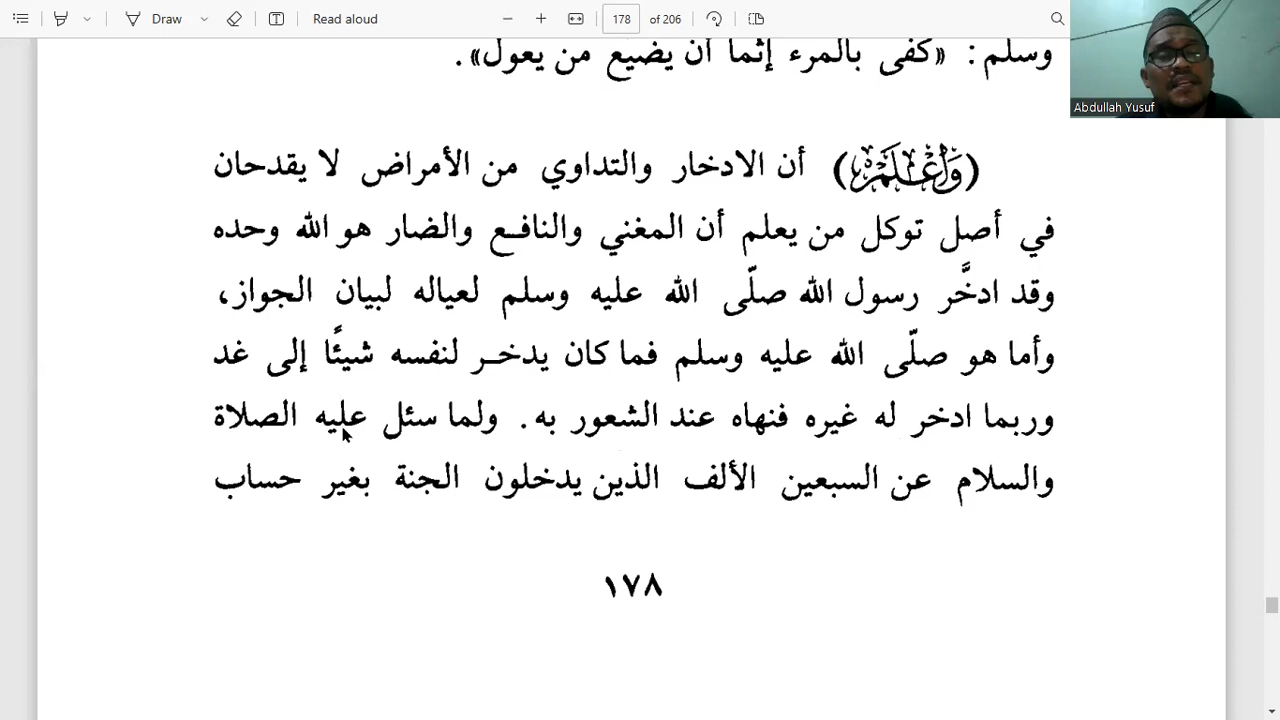 Draw
Read aloud
178 of 206
Abdullah Yusuf
وسلم: «كفى بالمرء إثما أن يضيع من يعول».
(وَاعْلَمْ) أن الادخار والتداوي من الأمراض لا يقدحان
في أصل توكل من يعلم أن المغني والنافع والضار هو الله وحده
وقد ادخَّر رسول الله صلّى الله عليه وسلم لعياله لبيان الجواز،
وأما هو صلّى الله عليه وسلم فما كان يدخر لنفسه شيئًا إلى غد
وربما ادخر له غيره فنهاه عند الشعور به. ولما سئل عليه الصلاة
والسلام عن السبعين الألف الذين يدخلون الجنة بغير حساب
١٧٨